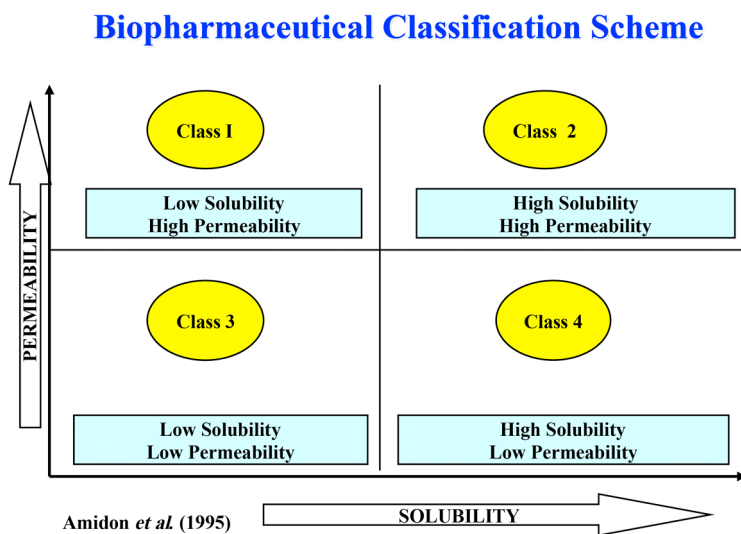 Biopharmaceutical Classification Scheme
Class I
Class 2
Low Solubility
High Permeability
High Solubility
High Permeability
PERMEABILITY
Class 3
Class 4
Low Solubility
Low Permeability
High Solubility
Low Permeability
Amidon et al. (1995)
SOLUBILITY